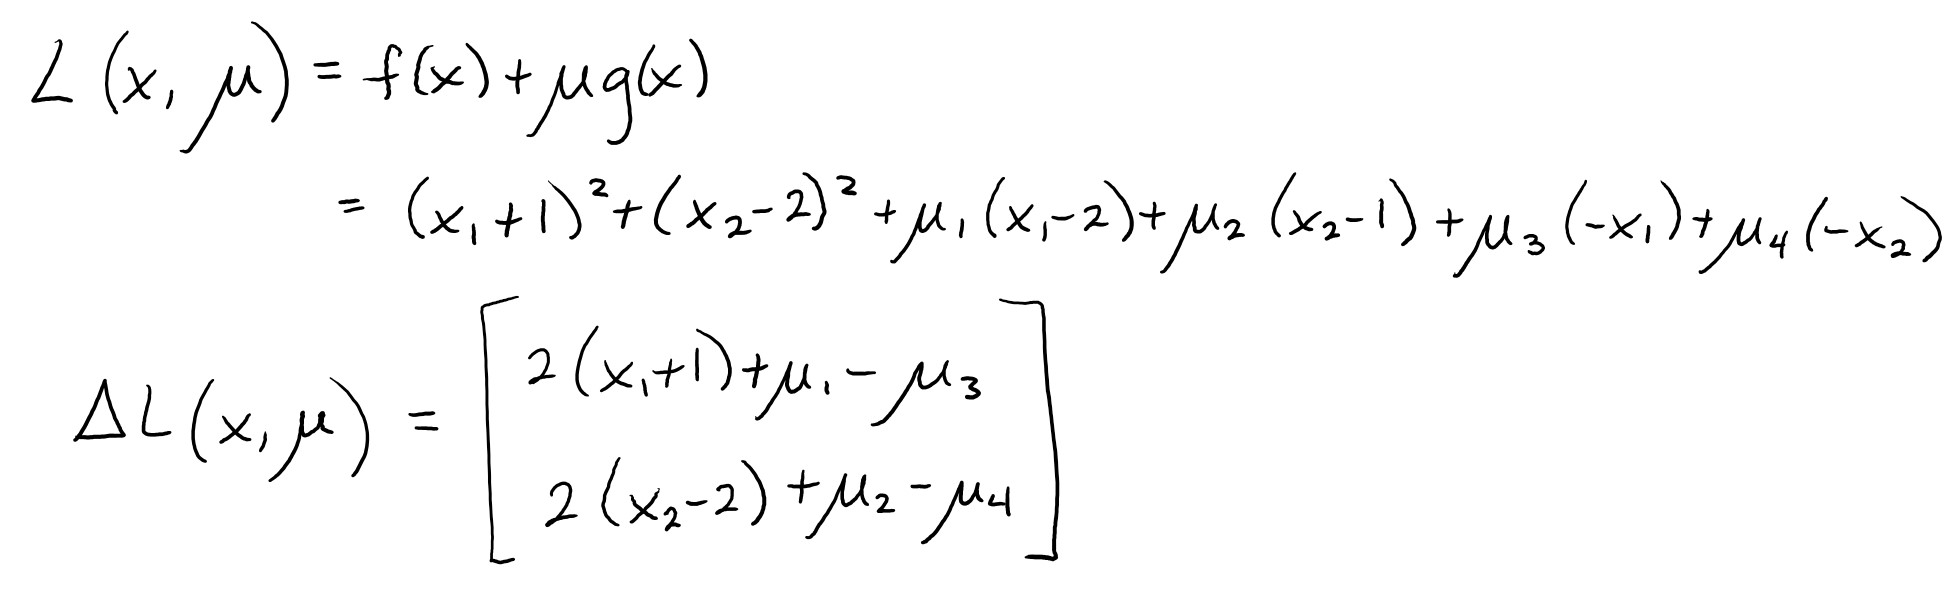 L(x, μ) = f(x) + μg(x)
= (x₁+1)² + (x₂-2)² + μ₁(x₁-2) + μ₂(x₂-1) + μ₃(-x₁) + μ₄(-x₂)
ΔL(x, μ) = [2(x₁+1) + μ₁ - μ₃
2(x₂-2) + μ₂ - μ₄]